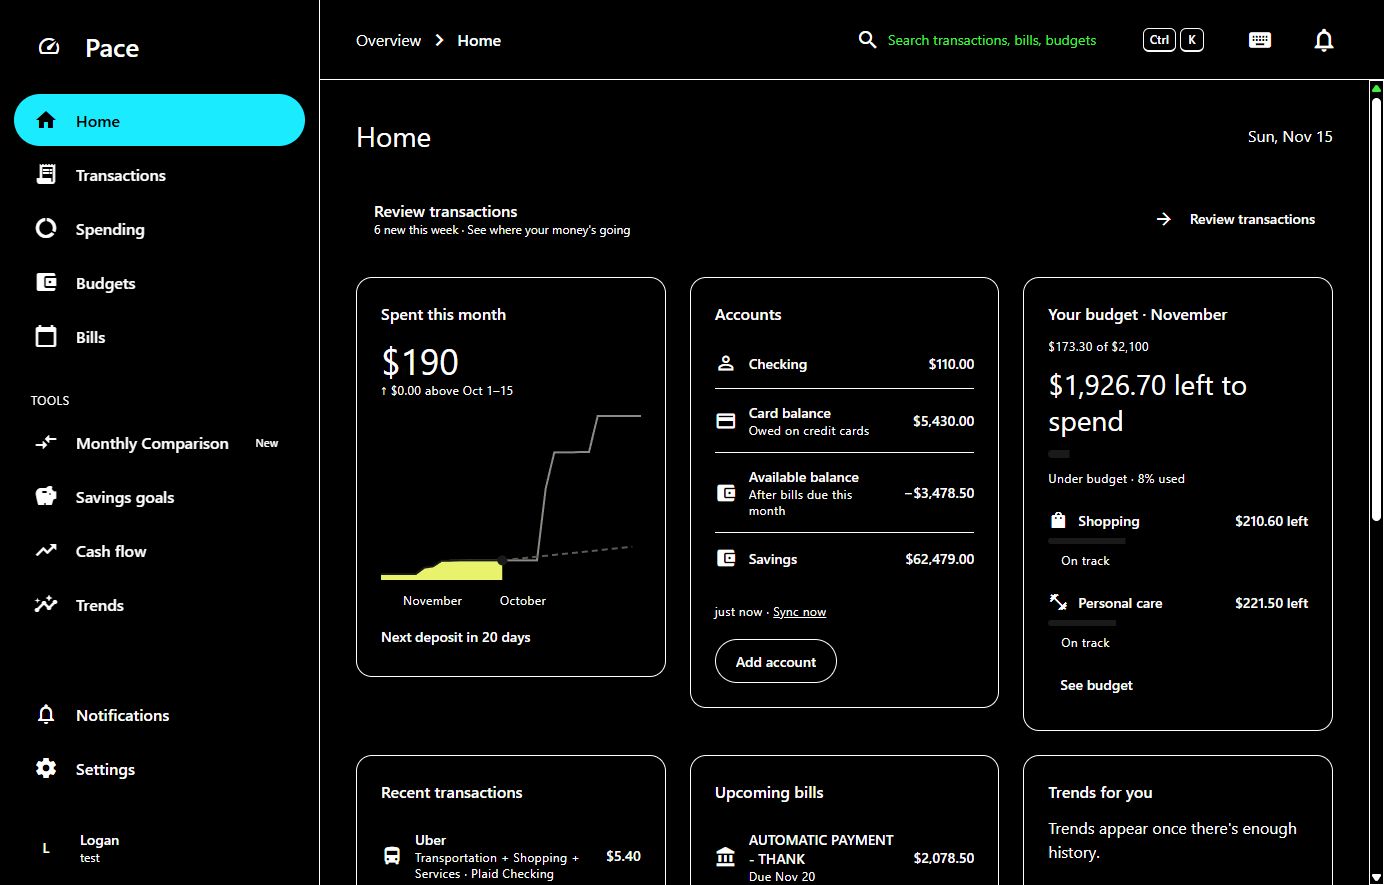 Pace
Home
Transactions
Spending
Budgets
Bills
TOOLS
Monthly Comparison New
Savings goals
Cash flow
Trends
Notifications
Settings
L
Logan
test
Overview Home
Search transactions, bills, budgets
Ctrl K
Home
Sun, Nov 15
Review transactions
6 new this week · See where your money's going
Review transactions
Spent this month
$190
↑ $0.00 above Oct 1–15
November October
Next deposit in 20 days
Accounts
Checking $110.00
Card balance
Owed on credit cards
$5,430.00
Available balance
After bills due this
month
−$3,478.50
Savings $62,479.00
just now · Sync now
Add account
Your budget · November
$173.30 of $2,100
$1,926.70 left to
spend
Under budget · 8% used
Shopping $210.60 left
On track
Personal care $221.50 left
On track
See budget
Recent transactions
Uber
Transportation + Shopping +
Services · Plaid Checking
$5.40
Upcoming bills
AUTOMATIC PAYMENT
- THANK
Due Nov 20
$2,078.50
Trends for you
Trends appear once there's enough
history.